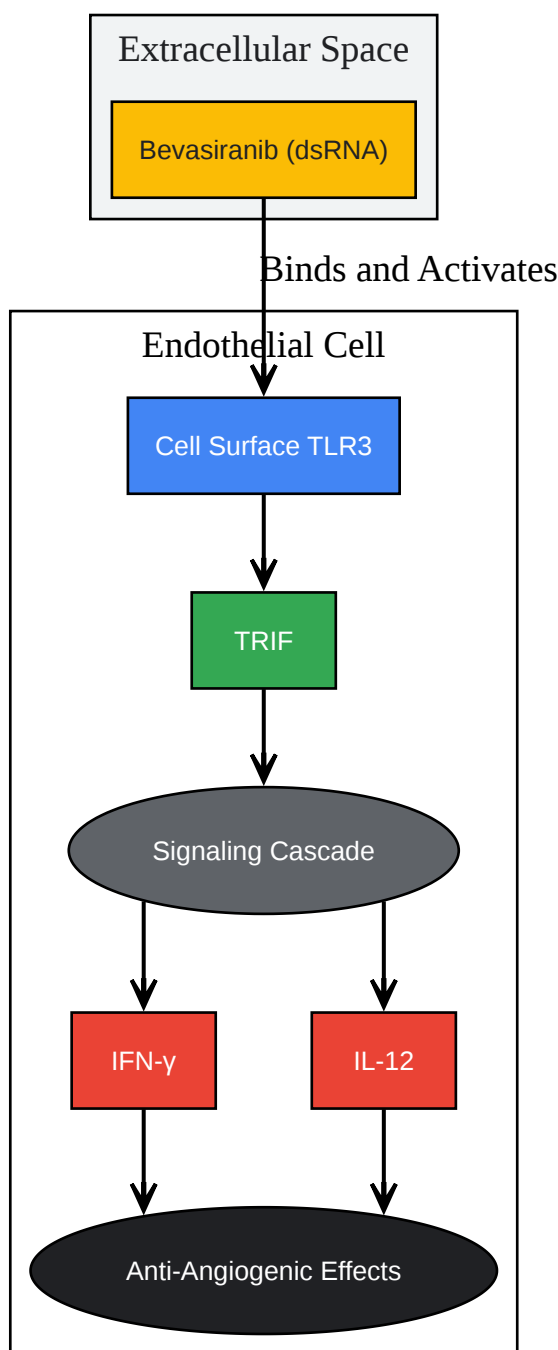 Extracellular Space
Bevasiranib (dsRNA)
Binds and Activates
Endothelial Cell
Cell Surface TLR3
TRIF
Signaling Cascade
IFN-γ
IL-12
Anti-Angiogenic Effects